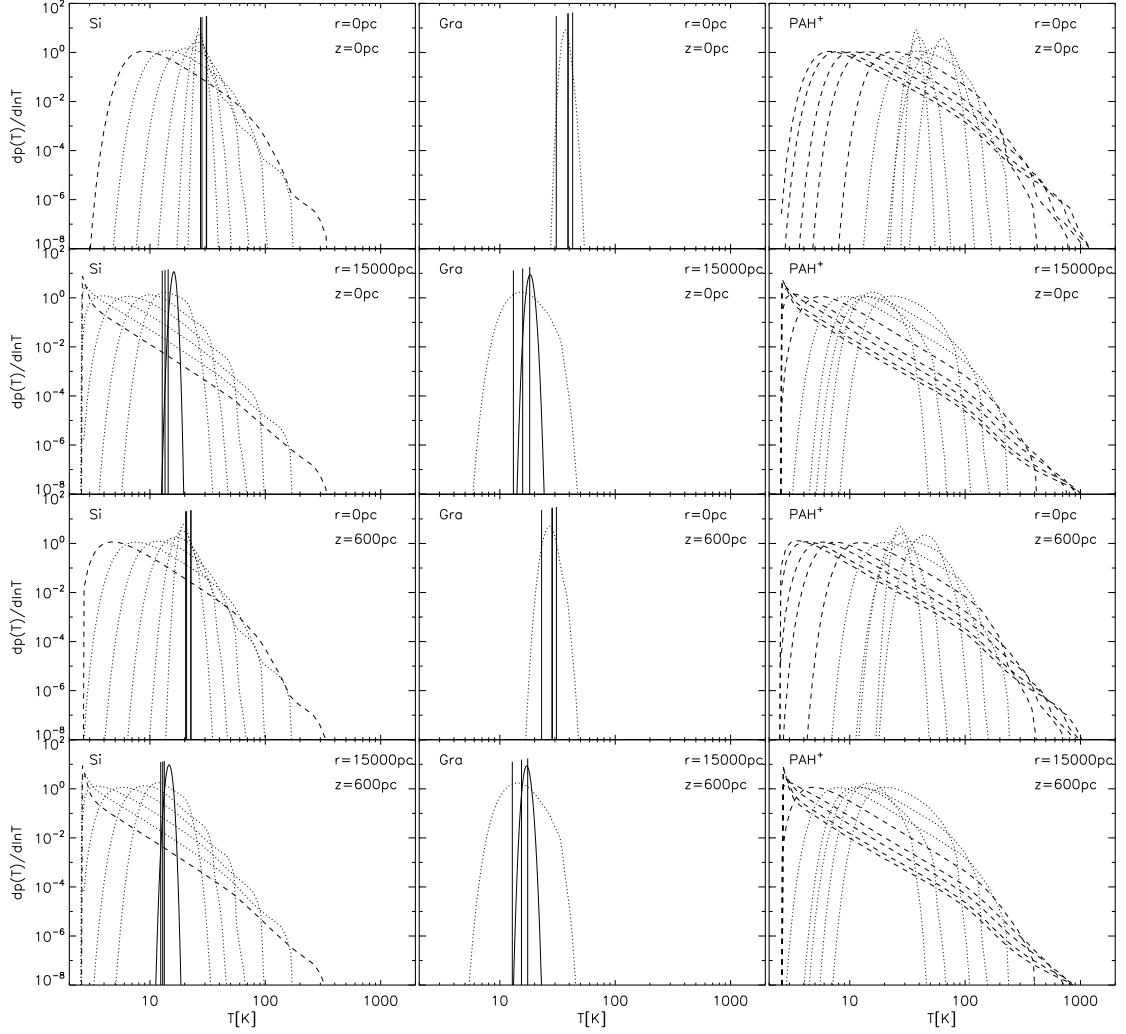 10²
10⁰
10⁻²
10⁻⁴
10⁻⁶
10⁻⁸
dp(T)/dlnT
Si
r=0pc
z=0pc
Gra
r=0pc
z=0pc
PAH⁺
r=0pc
z=0pc
10²
10⁰
10⁻²
10⁻⁴
10⁻⁶
10⁻⁸
dp(T)/dlnT
Si
r=15000pc
z=0pc
Gra
r=15000pc
z=0pc
PAH⁺
r=15000pc
z=0pc
10²
10⁰
10⁻²
10⁻⁴
10⁻⁶
10⁻⁸
dp(T)/dlnT
Si
r=0pc
z=600pc
Gra
r=0pc
z=600pc
PAH⁺
r=0pc
z=600pc
10²
10⁰
10⁻²
10⁻⁴
10⁻⁶
10⁻⁸
dp(T)/dlnT
Si
r=15000pc
z=600pc
Gra
r=15000pc
z=600pc
PAH⁺
r=15000pc
z=600pc
10 100 1000
10 100 1000
10 100 1000
T[K]
T[K]
T[K]